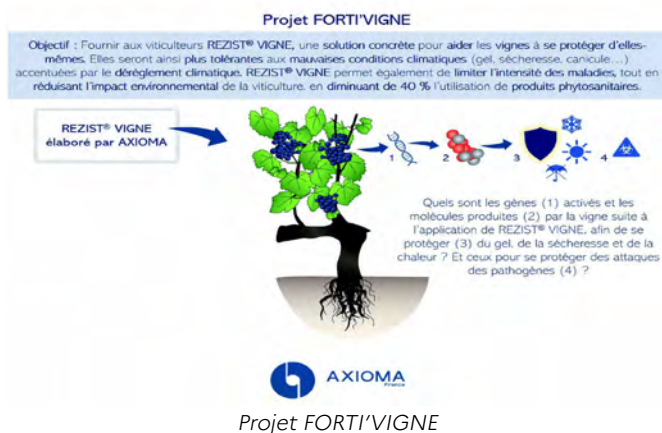 Projet FORTI'VIGNE
Objectif : Fournir aux viticulteurs REZIST® VIGNE, une solution concrète pour aider les vignes à se protéger d'elles-
mêmes. Elles seront ainsi plus tolérantes aux mauvaises conditions climatiques (gel, sécheresse, canicule...)
accentuées par le dérèglement climatique. REZIST® VIGNE permet également de limiter l'intensité des maladies, tout en
réduisant l'impact environnemental de la viticulture, en diminuant de 40 % l'utilisation de produits phytosanitaires.
REZIST® VIGNE
élaboré par AXIOMA
1
2
3
4
Quels sont les gènes (1) activés et les
molécules produites (2) par la vigne suite à
l'application de REZIST® VIGNE, afin de se
protéger (3) du gel, de la sécheresse et de la
chaleur ? Et ceux pour se protéger des attaques
des pathogènes (4) ?
AXIOMA
France
Projet FORTI'VIGNE